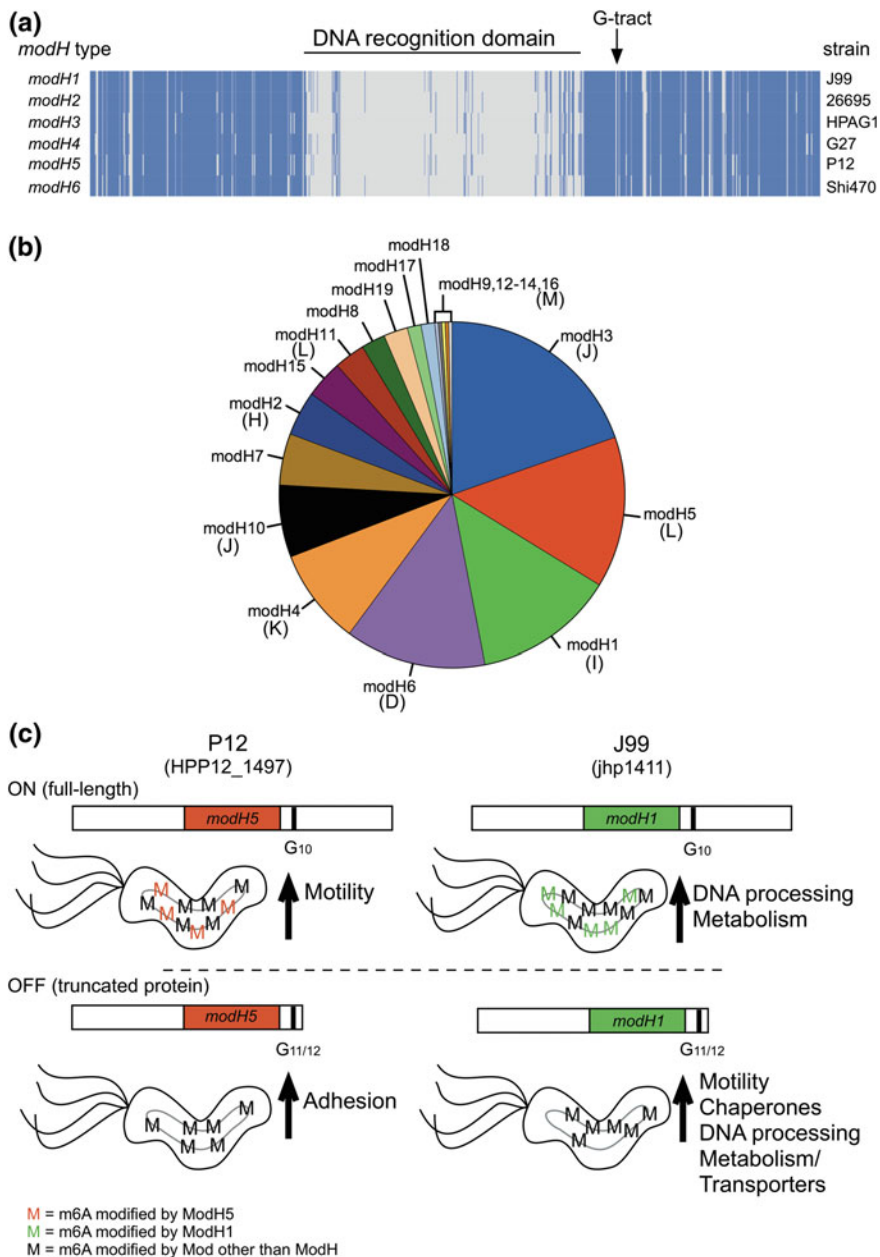 (a)
DNA recognition domain
G-tract
modH type
strain
modH1
J99
modH2
26695
modH3
HPAG1
modH4
G27
modH5
P12
modH6
Shi470
(b)
modH18
modH17
modH19
modH8
modH11
(L)
modH15
modH2
(H)
modH7
modH10
(J)
modH4
(K)
modH6
(D)
modH1
(I)
modH5
(L)
modH3
(J)
modH9,12-14,16
(M)
(c)
P12
(HPP12_1497)
J99
(jhp1411)
ON (full-length)
modH5
G10
modH1
G10
M M M M M M M M M M
Motility
M M M M M M M M M M M
DNA processing
Metabolism
OFF (truncated protein)
modH5
G11/12
modH1
G11/12
M M M M M M
Adhesion
M M M M M M
Motility
Chaperones
DNA processing
Metabolism/
Transporters
M = m6A modified by ModH5
M = m6A modified by ModH1
M = m6A modified by Mod other than ModH